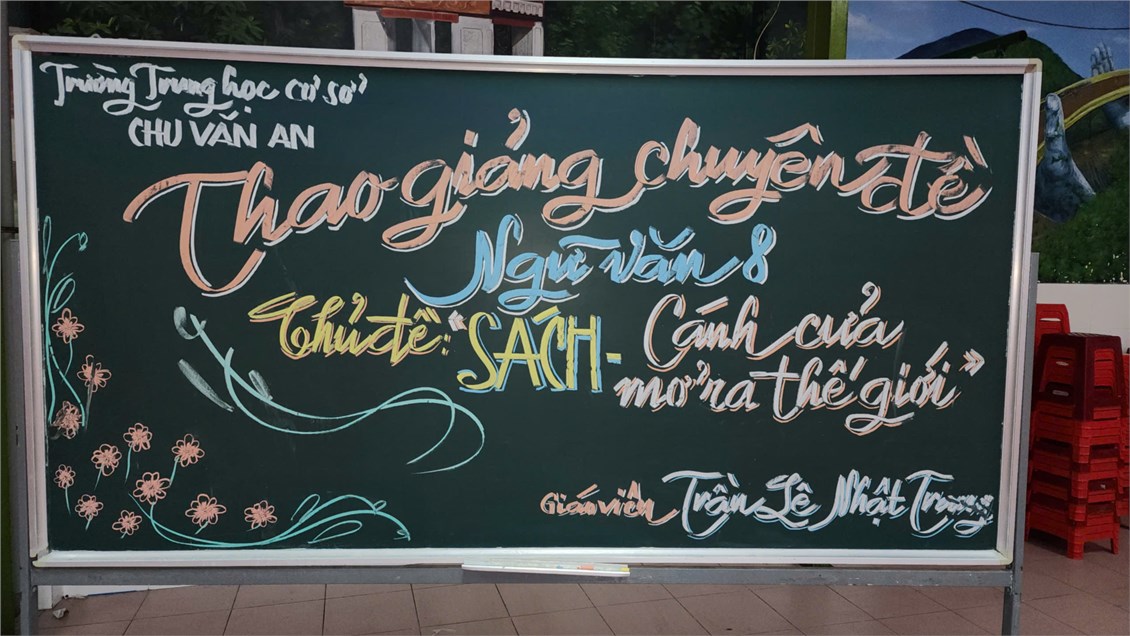 Trường Trung học cơ sở
CHU VĂN AN
Thao giảng chuyên đề
Ngữ văn 8
Chủ đề: "SÁCH - Cánh cửa
mở ra thế giới"
Giáo viên Trần Lê Nhật Trung